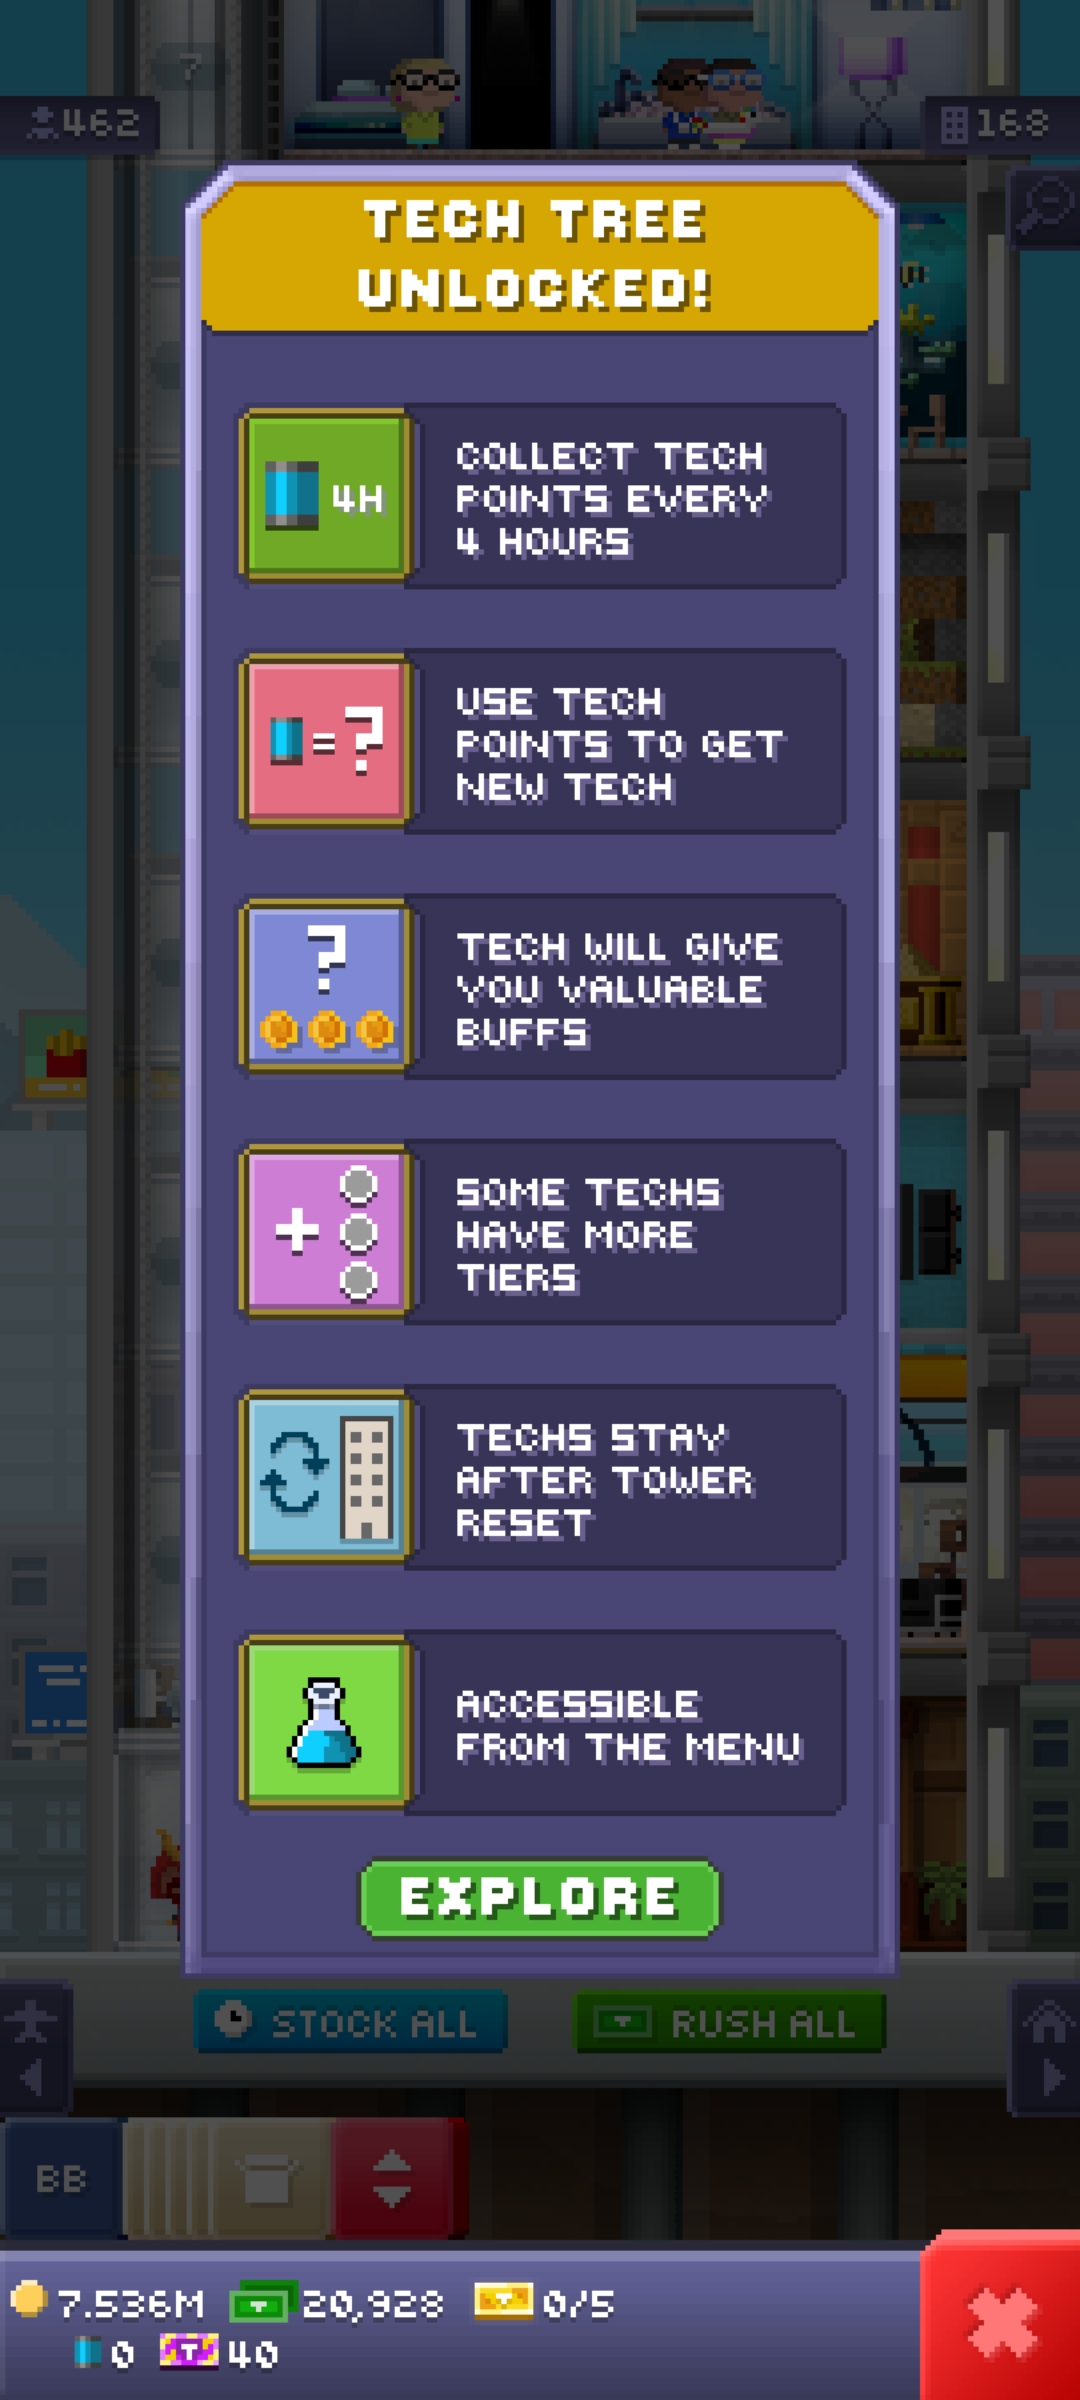 462
168
TECH TREE
UNLOCKED!
4H
COLLECT TECH
POINTS EVERY
4 HOURS
=?
USE TECH
POINTS TO GET
NEW TECH
?
TECH WILL GIVE
YOU VALUABLE
BUFFS
+
SOME TECHS
HAVE MORE
TIERS
TECHS STAY
AFTER TOWER
RESET
ACCESSIBLE
FROM THE MENU
EXPLORE
STOCK ALL
RUSH ALL
BB
7.536M 20,928 0/5
0 T 40